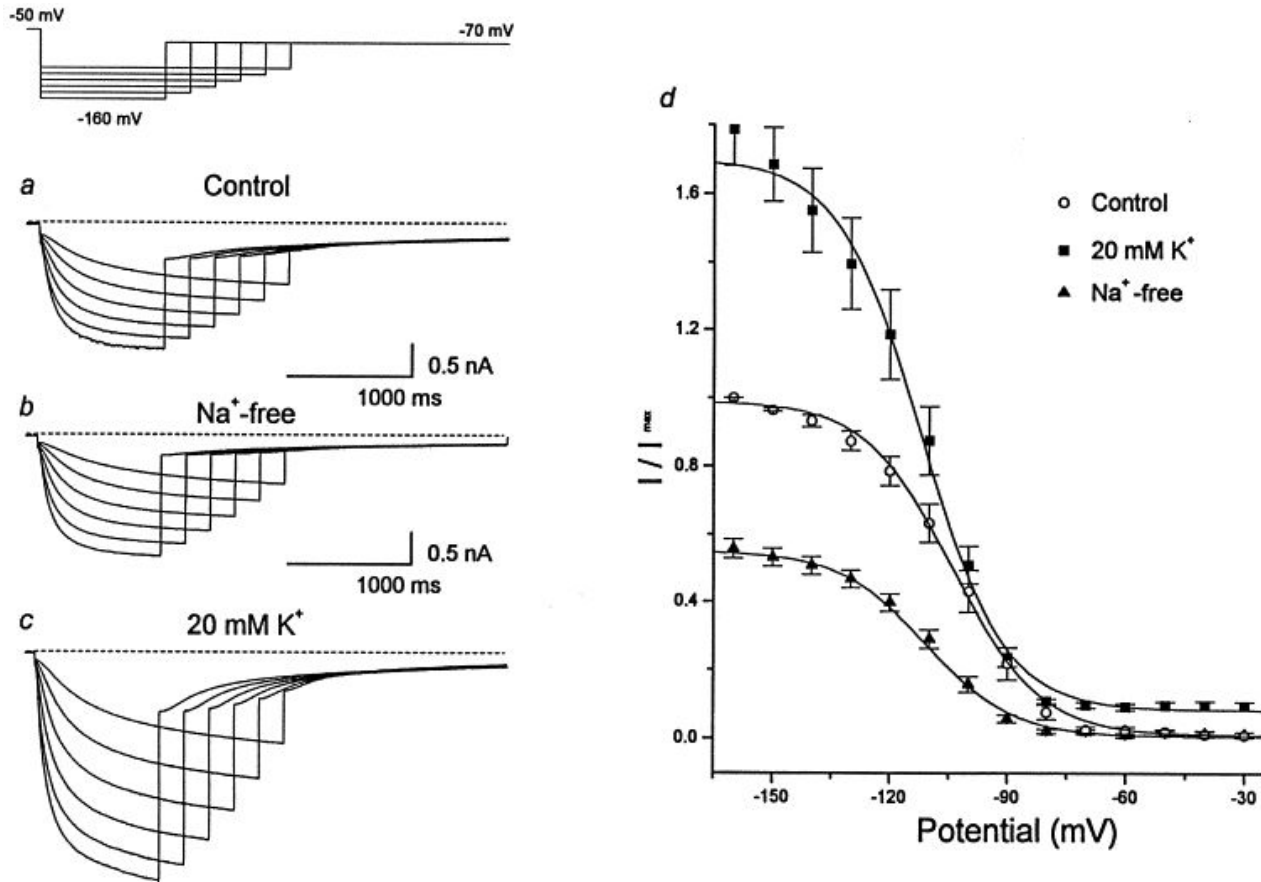 -50 mV
-70 mV
-160 mV
a
Control
0.5 nA
1000 ms
b
Na⁺-free
0.5 nA
1000 ms
c
20 mM K⁺
d
I / I max
1.6
1.2
0.8
0.4
0.0
Control
20 mM K⁺
Na⁺-free
-150
-120
-90
-60
-30
Potential (mV)